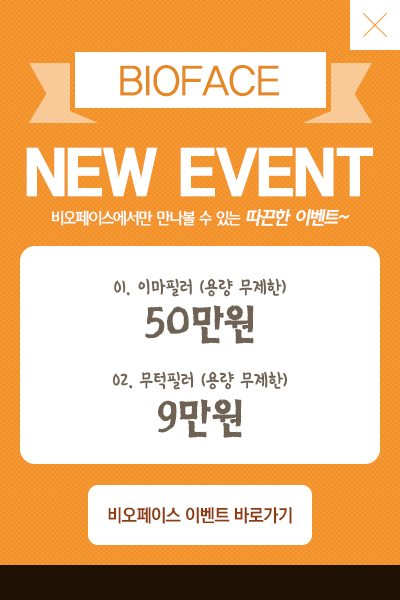 BIOFACE
NEW EVENT
비오페이스에서만 만나볼 수 있는 따끈한 이벤트~
01. 이마필러 (용량 무제한)
50만원
02. 무턱필러 (용량 무제한)
9만원
비오페이스 이벤트 바로가기